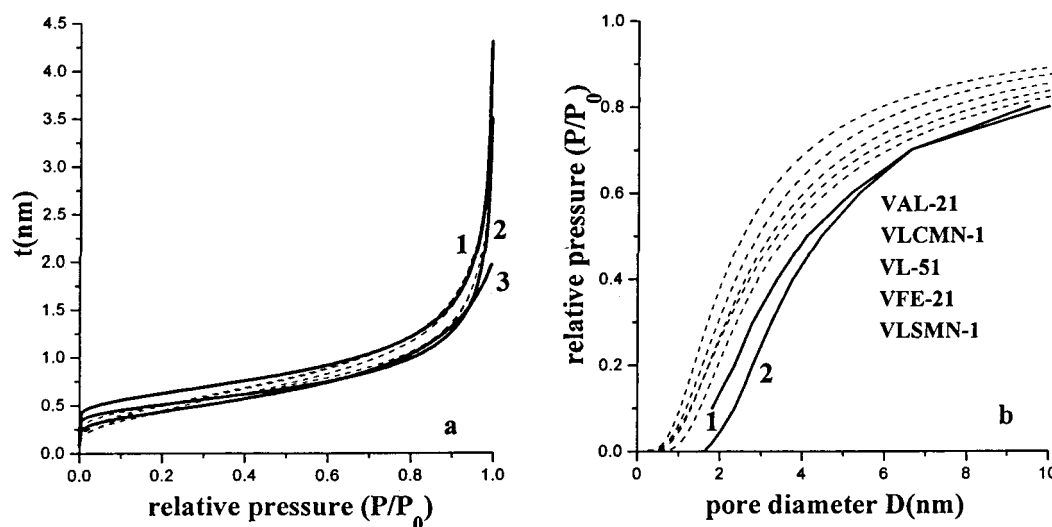 4.5
4.0
3.5
3.0
2.5
2.0
1.5
1.0
0.5
0.0
t(nm)
1
2
3
a
0.0 0.2 0.4 0.6 0.8 1.0
relative pressure (P/P0)
1.0
0.8
0.6
0.4
0.2
0.0
relative pressure (P/P0)
VAL-21
VLCMN-1
VL-51
VFE-21
VLSMN-1
1
2
b
0 2 4 6 8 10
pore diameter D(nm)